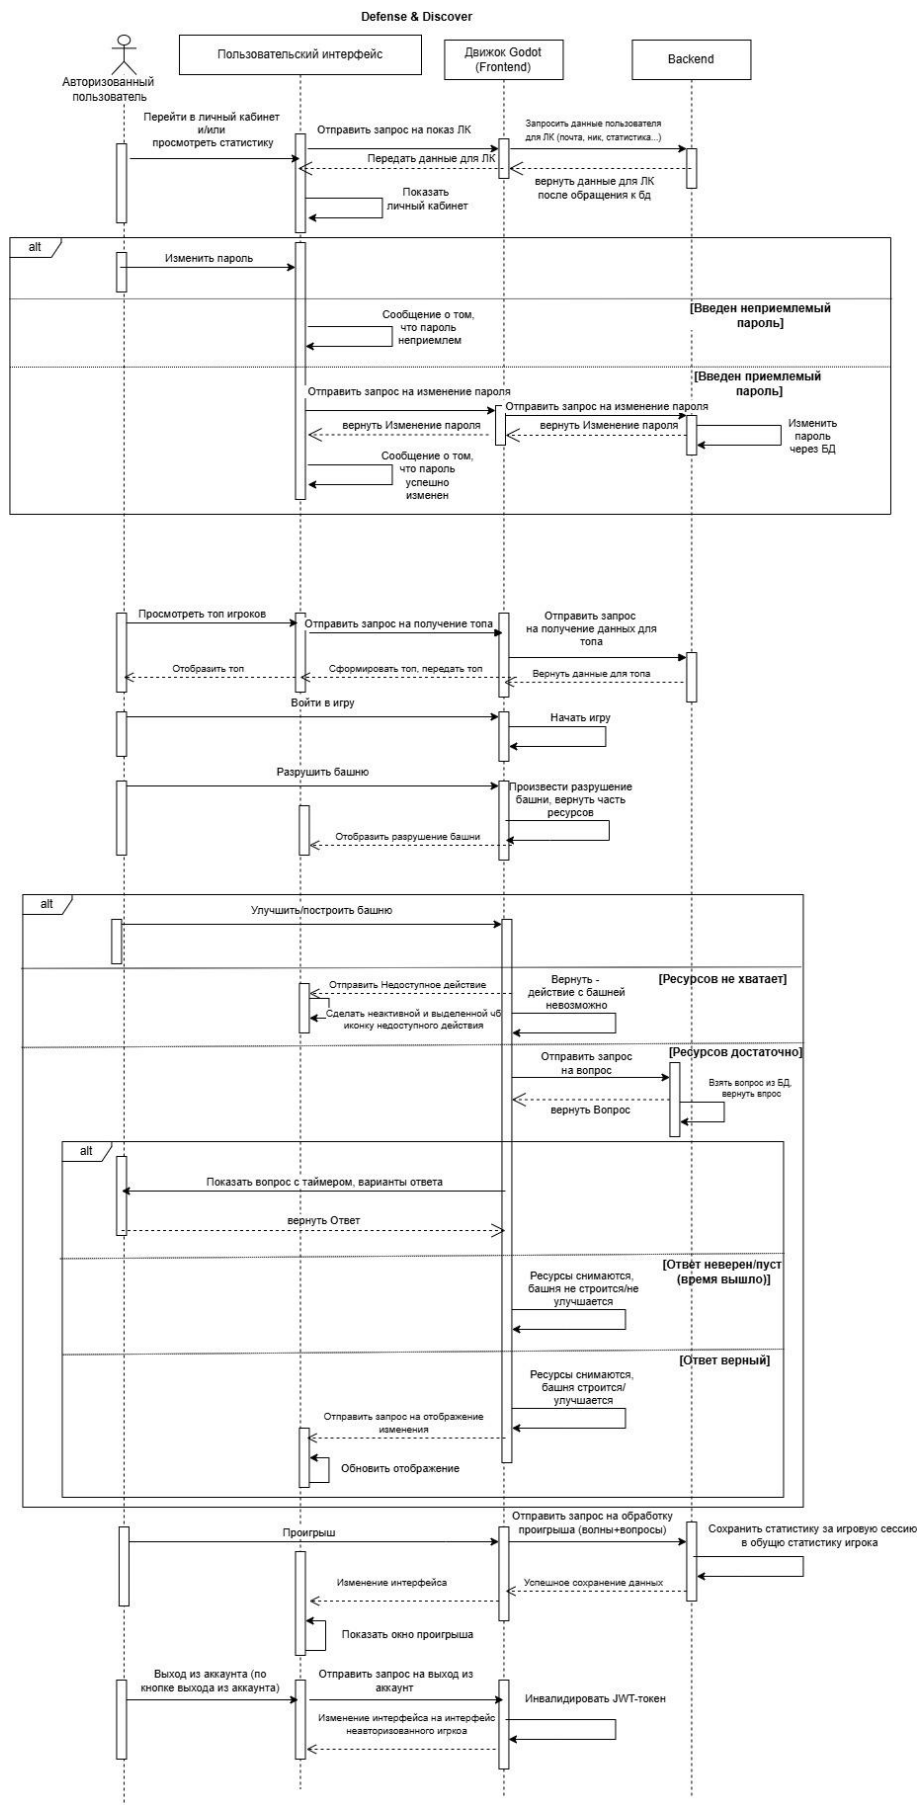 Defense & Discover
Пользовательский интерфейс
Движок Godot
(Frontend)
Backend
Авторизованный
пользователь
Перейти в личный кабинет
и/или
просмотреть статистику
Отправить запрос на показ ЛК
Запросить данные пользователя
для ЛК (почта, ник, статистика...)
Передать данные для ЛК
вернуть данные для ЛК
после обращения к бд
Показать
личный кабинет
alt
Изменить пароль
[Введен неприемлемый
пароль]
Сообщение о том,
что пароль
неприемлем
[Введен приемлемый
пароль]
Отправить запрос на изменение пароля
Отправить запрос на изменение пароля
вернуть Изменение пароля
вернуть Изменение пароля
Изменить
пароль
через БД
Сообщение о том,
что пароль
успешно
изменен
Просмотреть топ игроков
Отправить запрос на получение топа
Отправить запрос
на получение данных для
топа
Отобразить топ
Сформировать топ, передать топ
Вернуть данные для топа
Войти в игру
Начать игру
Разрушить башню
Произвести разрушение
башни, вернуть часть
ресурсов
Отобразить разрушение башни
alt
Улучшить/построить башню
[Ресурсов не хватает]
Отправить Недоступное действие
Вернуть -
действие с башней
невозможно
Сделать неактивной и выделенной чб
иконку недоступного действия
[Ресурсов достаточно]
Отправить запрос
на вопрос
Взять вопрос из БД,
вернуть впрос
вернуть Вопрос
alt
Показать вопрос с таймером, варианты ответа
вернуть Ответ
[Ответ неверен/пуст
(время вышло)]
Ресурсы снимаются,
башня не строится/не
улучшается
[Ответ верный]
Ресурсы снимаются,
башня строится/
улучшается
Отправить запрос на отображение
изменения
Обновить отображение
Проигрыш
Отправить запрос на обработку
проигрыша (волны+вопросы)
Сохранить статистику за игровую сессию
в обущю статистику игрока
Изменение интерфейса
Успешное сохранение данных
Показать окно проигрыша
Выход из аккаунта (по
кнопке выхода из аккаунта)
Отправить запрос на выход из
аккаунт
Инвалидировать JWT-токен
Изменение интерфейса на интерфейс
неавторизованного игркоа